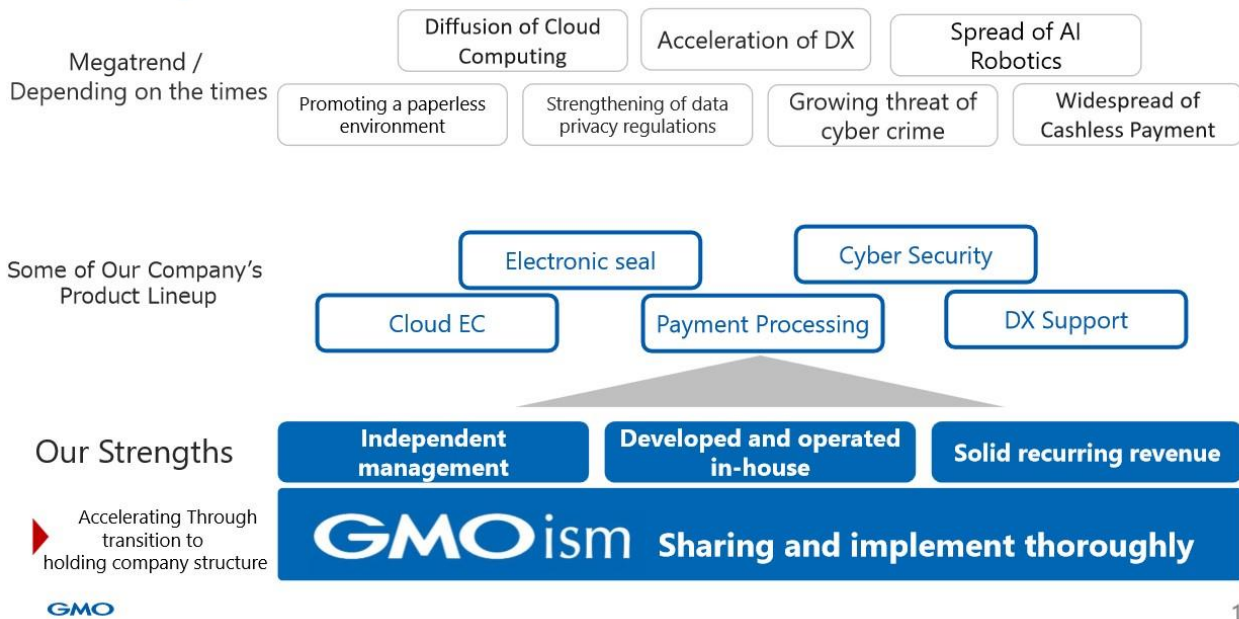 Megatrend /
Depending on the times
Diffusion of Cloud
Computing
Acceleration of DX
Spread of AI
Robotics
Promoting a paperless
environment
Strengthening of data
privacy regulations
Growing threat of
cyber crime
Widespread of
Cashless Payment
Some of Our Company's
Product Lineup
Electronic seal
Cyber Security
Cloud EC
Payment Processing
DX Support
Our Strengths
Independent
management
Developed and operated
in-house
Solid recurring revenue
Accelerating Through
transition to
holding company structure
GMOism Sharing and implement thoroughly
GMO
1